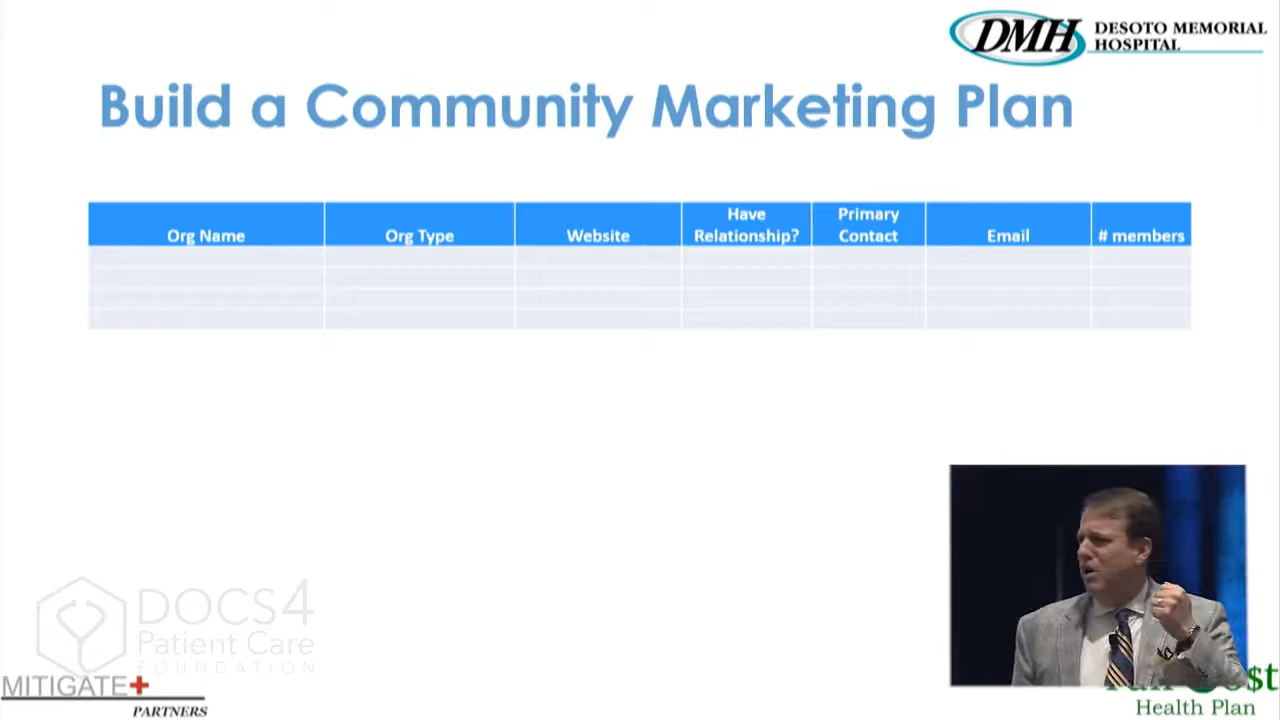 DMH
DESOTO MEMORIAL
HOSPITAL
Build a Community Marketing Plan
Org Name
Org Type
Website
Have
Relationship?
Primary
Contact
Email
# members
DOCS4
Patient Care
FOUNDATION
MITIGATE+
PARTNERS
Health Plan